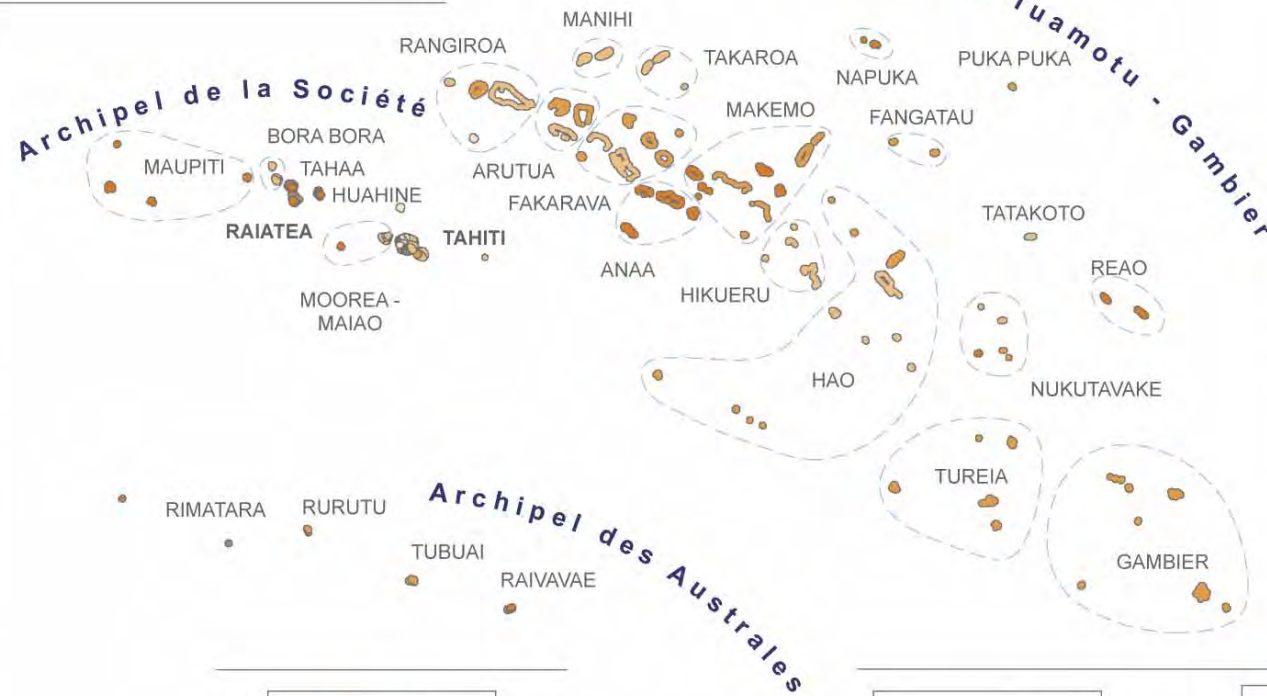 MANIHI
Tuamotu - Gambier
RANGIROA
TAKAROA
PUKA PUKA
NAPUKA
Archipel de la Société
MAKEMO
FANGATAU
BORA BORA
MAUPITI
TAHAA
ARUTUA
HUAHINE
FAKARAVA
TATAKOTO
RAIATEA
TAHITI
REAO
ANAA
HIKUERU
MOOREA -
MAIAO
HAO
NUKUTAVAKE
TUREIA
Archipel des Australes
RIMATARA
RURUTU
TUBUAI
GAMBIER
RAIVAVAE